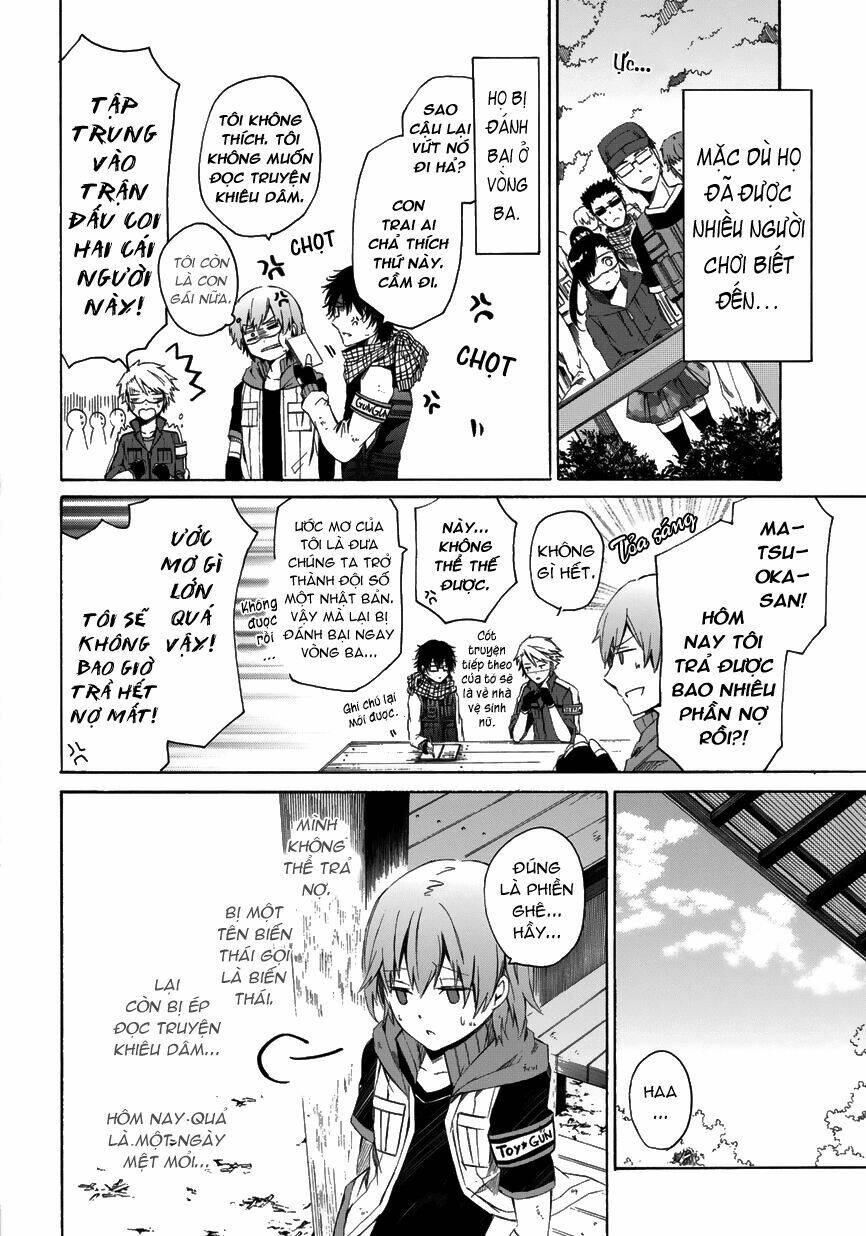 ỰC...
MẶC DÙ HỌ
ĐÃ ĐƯỢC
NHIỀU NGƯỜI
CHƠI BIẾT
ĐẾN...
HỌ BỊ
ĐÁNH
BẠI Ở
VÒNG
BA.
SAO
CẬU LẠI
VỨT NÓ
ĐI HẢ?
CON
TRAI AI
CHẢ THÍCH
THỨ NÀY.
CẦM ĐI.
CHỌT
TÔI KHÔNG
THÍCH. TÔI
KHÔNG MUỐN
ĐỌC TRUYỆN
KHIÊU DÂM.
CHỌT
TÔI CÒN
LÀ CON
GÁI NỮA.
GUNGUN
TẬP
TRUNG
VÀO
TRẬN
ĐẤU COI
HAI CÁI
NGƯỜI
NÀY!
MA-
TSU-
OKA-
SAN!
HÔM
NAY TÔI
TRẢ ĐƯỢC
BAO NHIÊU
PHẦN NỢ
RỒI?!
Tỏa sáng
KHÔNG
GÌ HẾT.
NÀY...
KHÔNG
THỂ THẾ
ĐƯỢC.
Cốt
truyện
tiếp theo
của tớ sẽ
là về nhà
vệ sinh
nữ.
Ghi chú lại
mới được.
ƯỚC MƠ CỦA
TÔI LÀ ĐƯA
CHÚNG TA TRỞ
THÀNH ĐỘI SỐ
MỘT NHẬT BẢN.
VẬY MÀ LẠI BỊ
ĐÁNH BẠI NGAY
VÒNG BA...
Không
được
rồi...
ƯỚC
MƠ GÌ
LỚN
QUÁ
VẬY!
TÔI SẼ
KHÔNG
BAO GIỜ
TRẢ HẾT
NỢ MẤT!
HAA
...
ĐÚNG
LÀ PHIỀN
GHÊ...
HẦY...
MÌNH
KHÔNG
THỂ TRẢ
NỢ.
BỊ MỘT
TÊN BIẾN
THÁI GỌI
LÀ BIẾN
THÁI.
LẠI
CÒN BỊ ÉP
ĐỌC TRUYỆN
KHIÊU DÂM...
HÔM NAY QUẢ
LÀ MỘT NGÀY
MỆT MỎI...
TOY★GUN